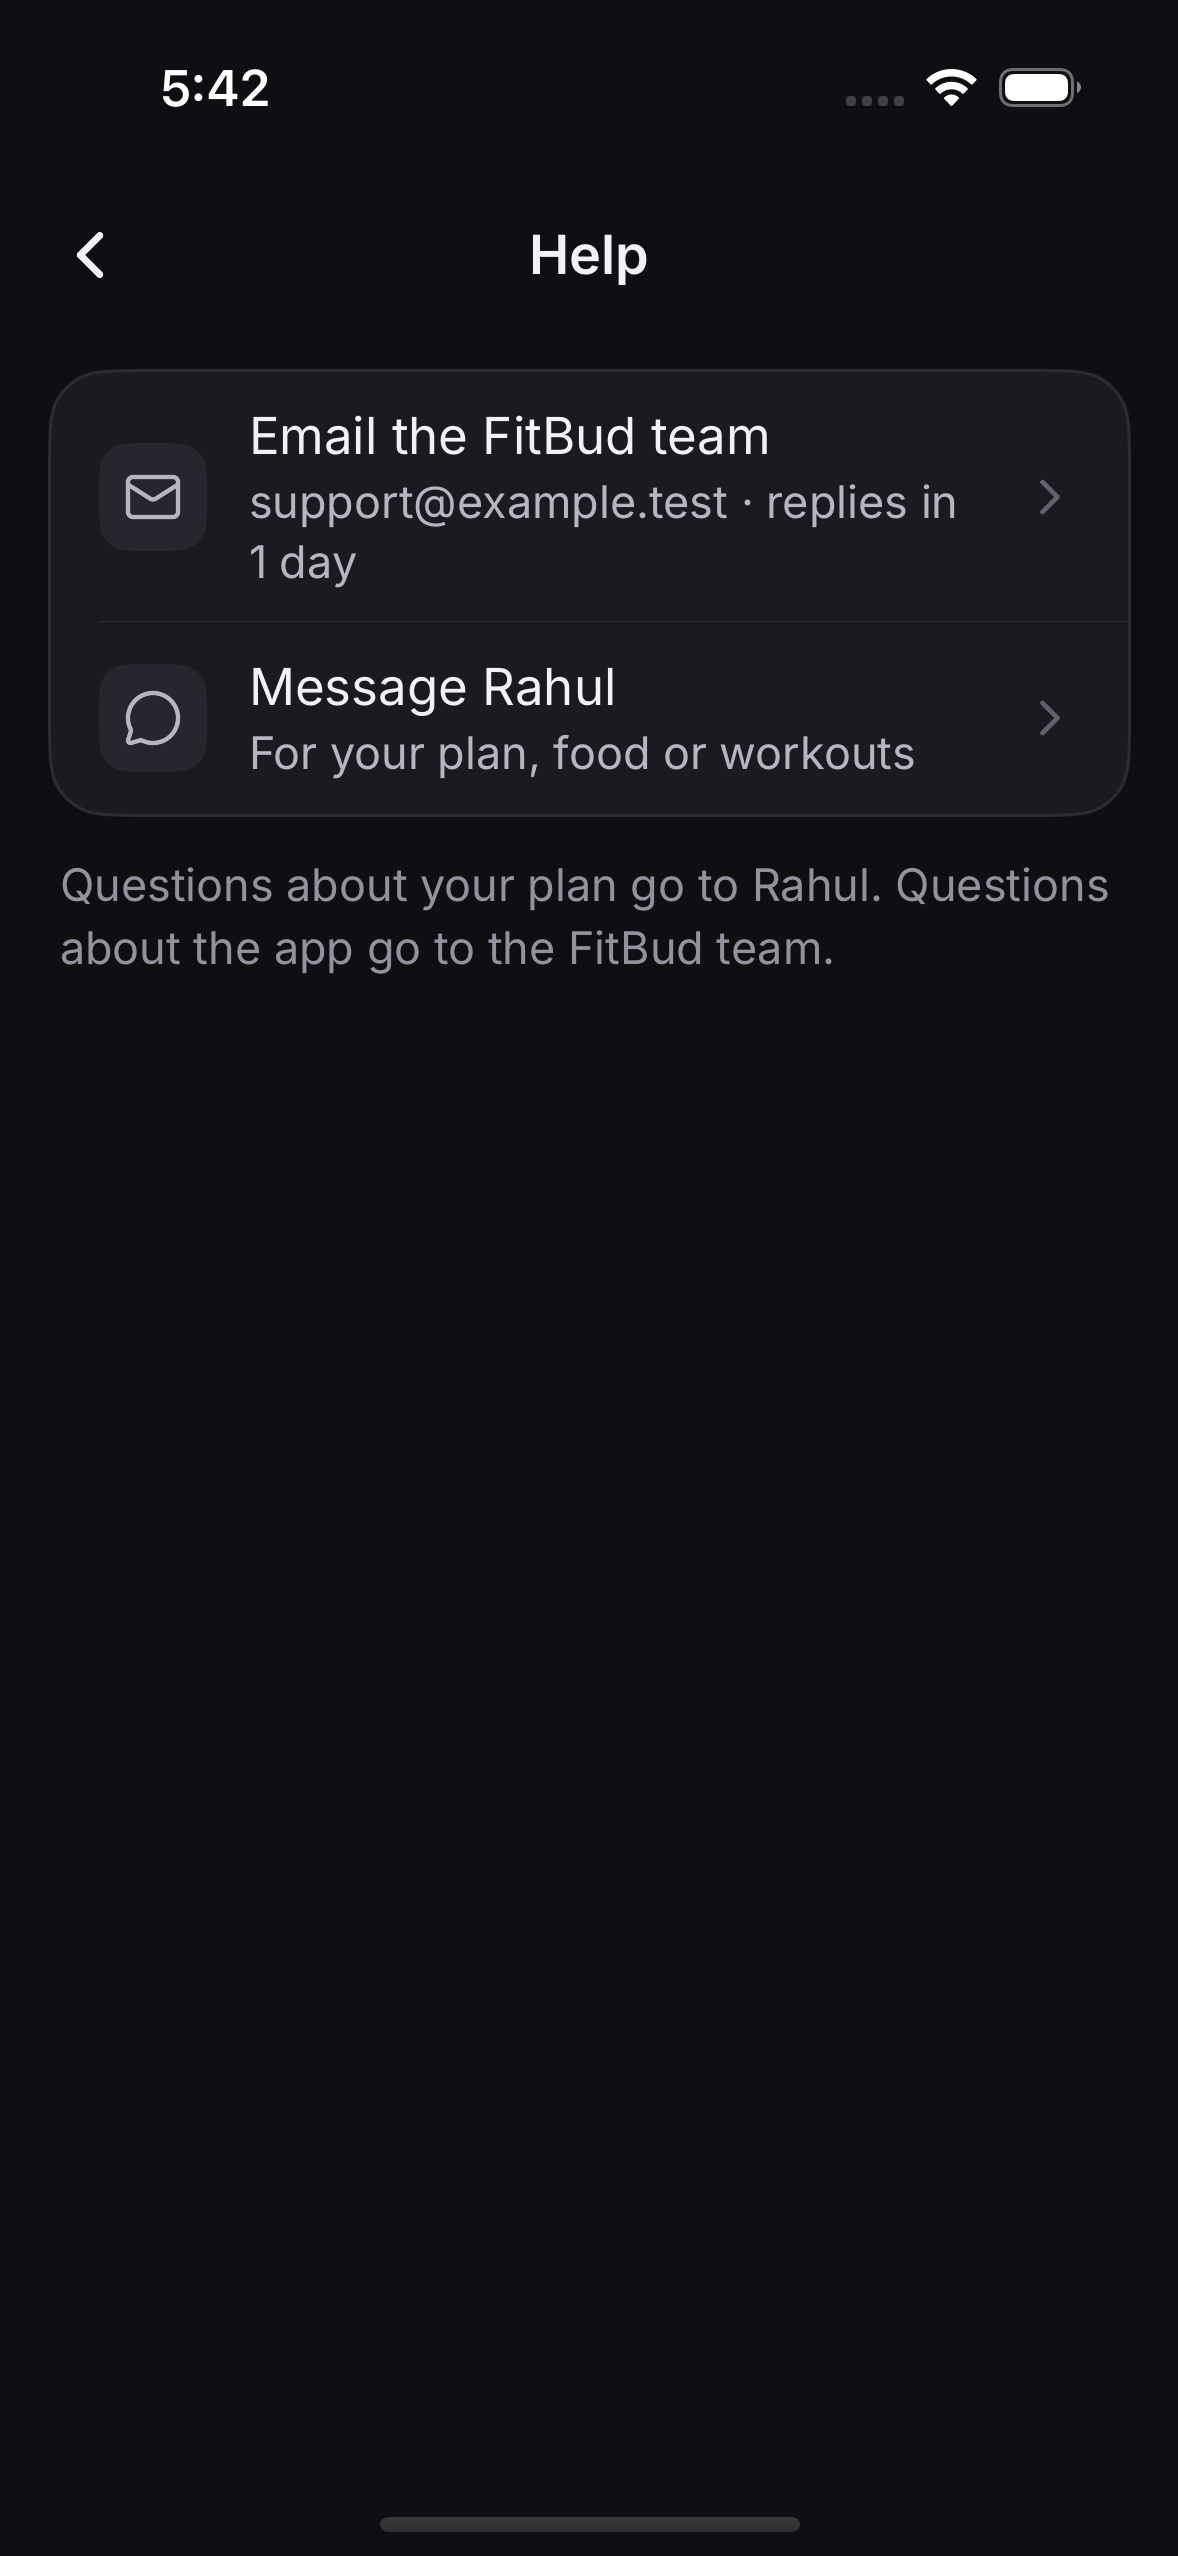 5:42
Help
Email the FitBud team
support@example.test · replies in
1 day
Message Rahul
For your plan, food or workouts
Questions about your plan go to Rahul. Questions
about the app go to the FitBud team.